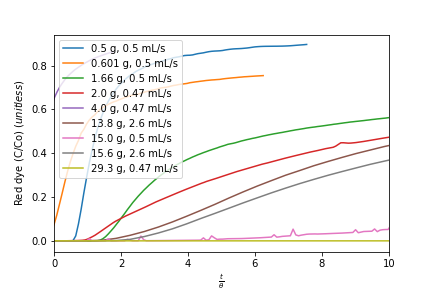 0.5 g, 0.5 mL/s
0.601 g, 0.5 mL/s
1.66 g, 0.5 mL/s
2.0 g, 0.47 mL/s
4.0 g, 0.47 mL/s
13.8 g, 2.6 mL/s
15.0 g, 0.5 mL/s
15.6 g, 2.6 mL/s
29.3 g, 0.47 mL/s
Red dye (C/Co) (unitless)
0.8
0.6
0.4
0.2
0.0
0 2 4 6 8 10
t
θ